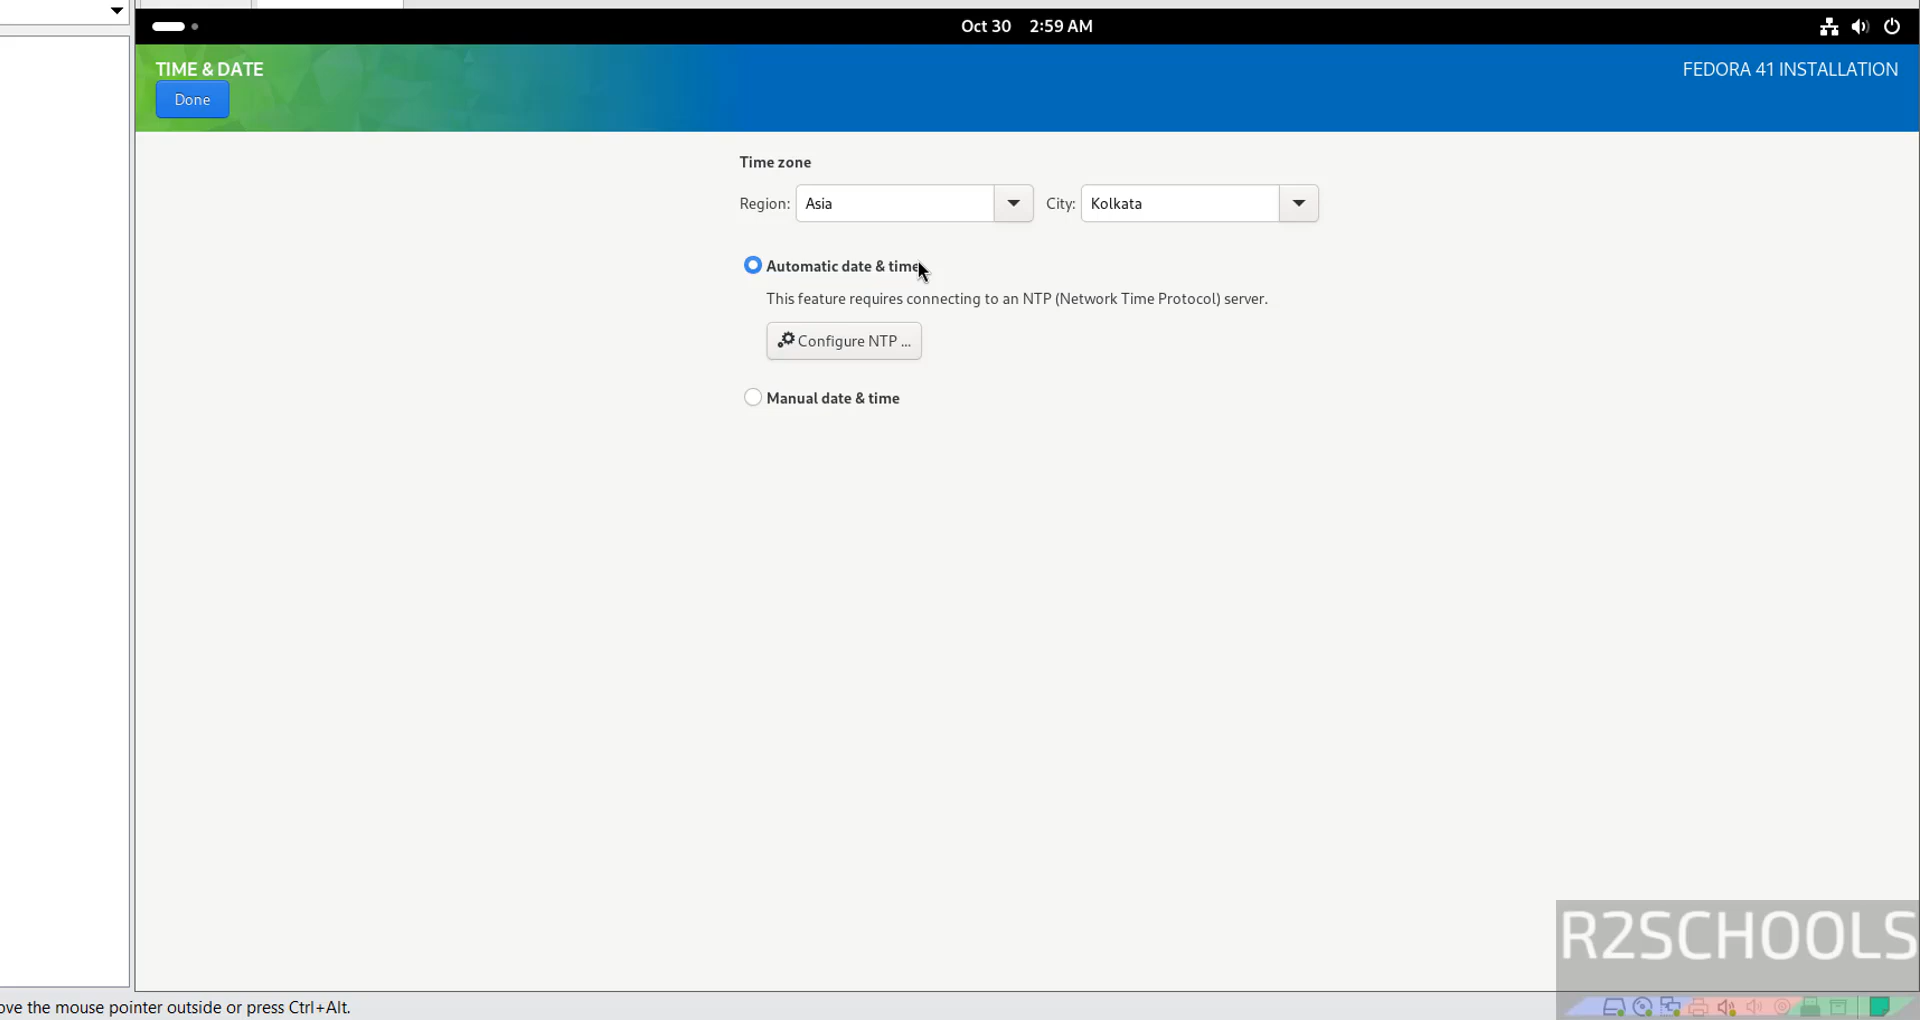 Oct 30 2:59 AM
TIME & DATE
FEDORA 41 INSTALLATION
Done
Time zone
Region: Asia City: Kolkata
Automatic date & time
This feature requires connecting to an NTP (Network Time Protocol) server.
Configure NTP ...
Manual date & time
R2SCHOOLS
ove the mouse pointer outside or press Ctrl+Alt.